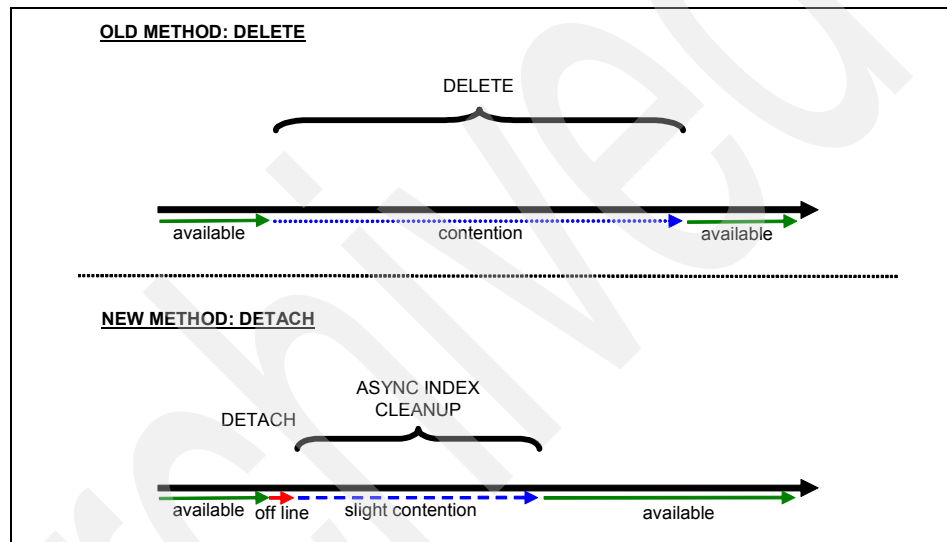 OLD METHOD: DELETE
DELETE
available
contention
available
NEW METHOD: DETACH
ASYNC INDEX
CLEANUP
DETACH
available
off line
slight contention
available